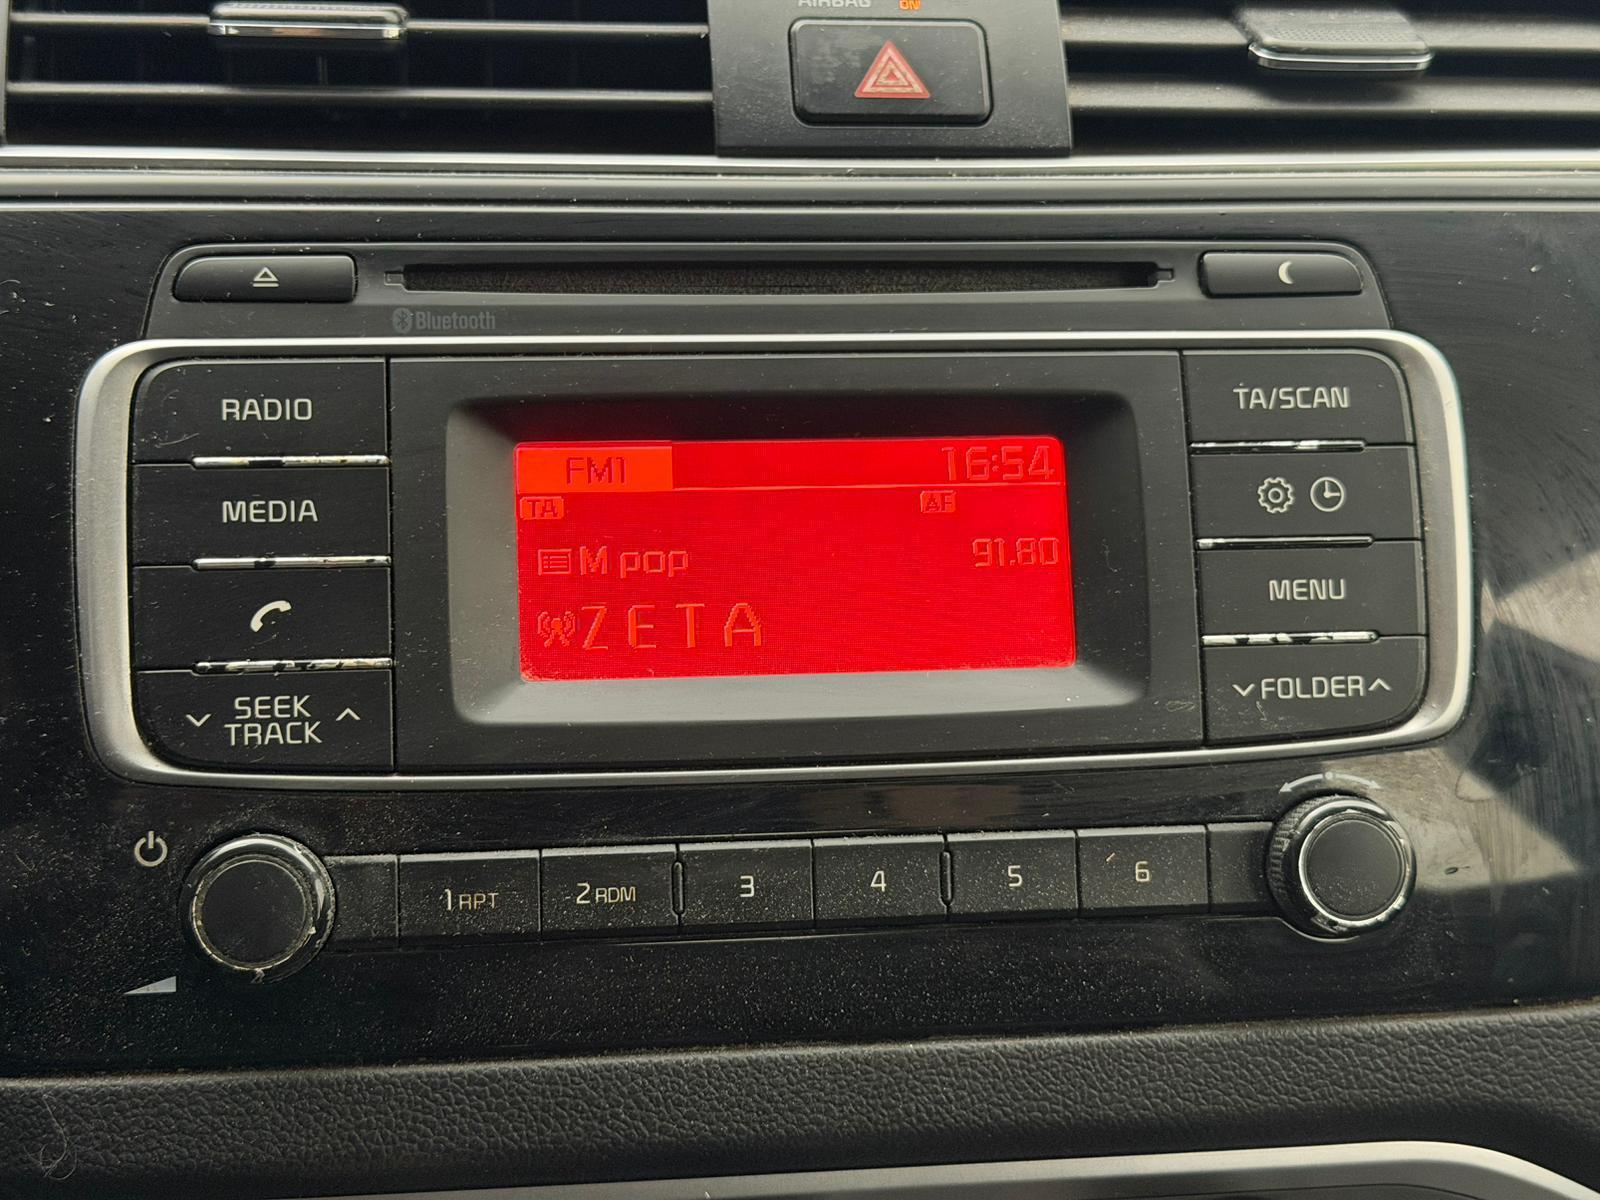 AIRBAG ON
Bluetooth
RADIO
MEDIA
SEEK
TRACK
FM1 16:54
TA AF
M pop 91.80
ZETA
TA/SCAN
MENU
FOLDER
1 RPT 2 RDM 3 4 5 6